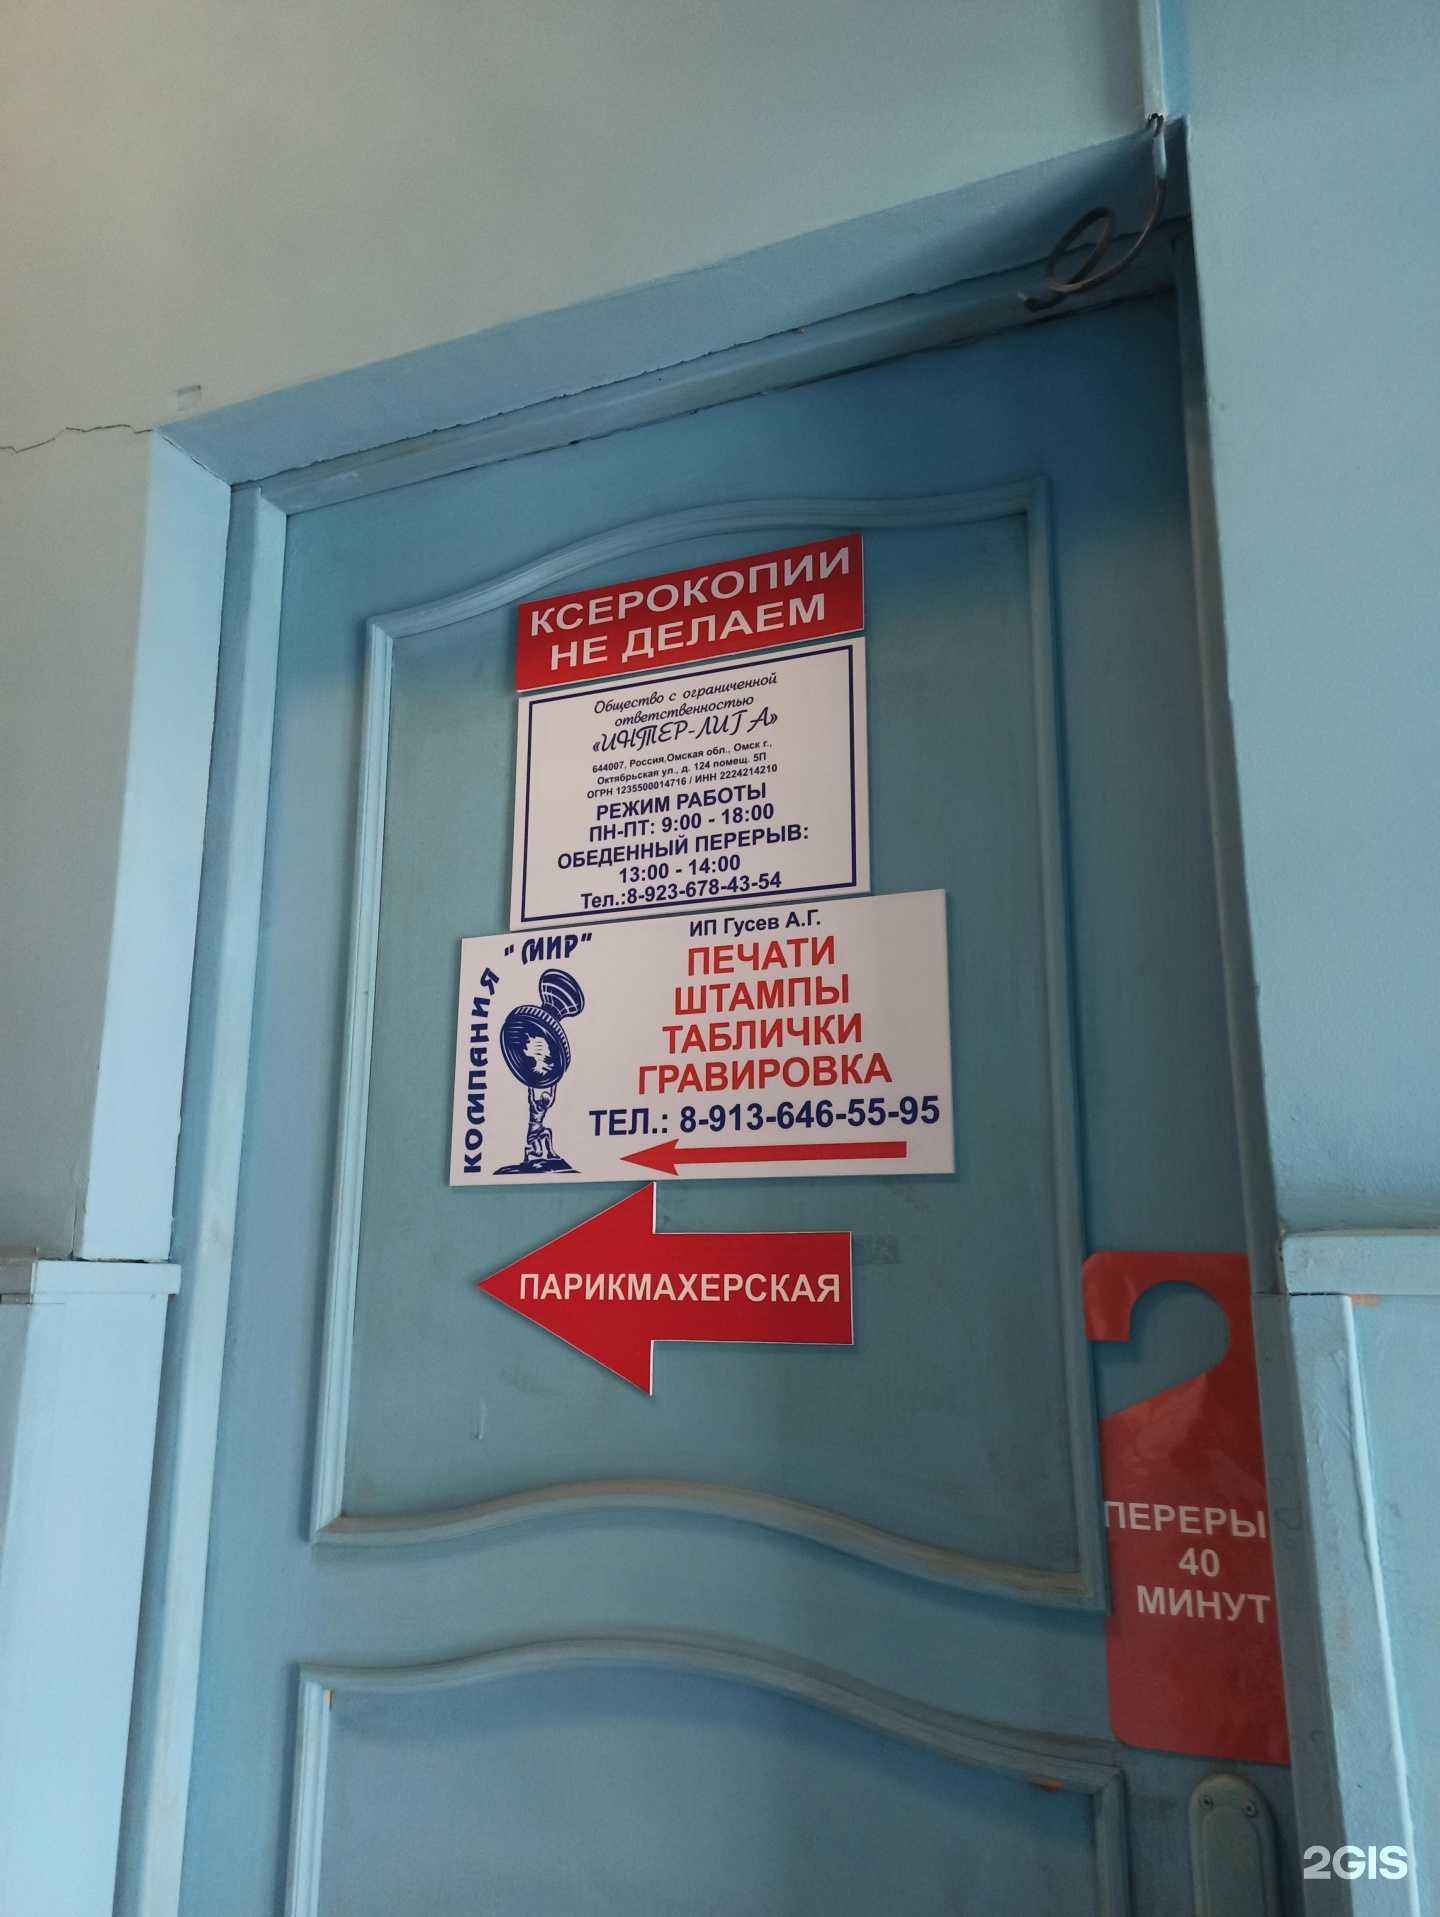 КСЕРОКОПИИ
НЕ ДЕЛАЕМ
Общество с ограниченной
ответственностью
«ИНТЕР-ЛИГА»
644007, Россия,Омская обл., Омск г.,
Октябрьская ул., д. 124 помещ. 5П
ОГРН 1235500014716 / ИНН 2224214210
РЕЖИМ РАБОТЫ
ПН-ПТ: 9:00 - 18:00
ОБЕДЕННЫЙ ПЕРЕРЫВ:
13:00 - 14:00
Тел.:8-923-678-43-54
КОМПАНИЯ "МИР"
ИП Гусев А.Г.
ПЕЧАТИ
ШТАМПЫ
ТАБЛИЧКИ
ГРАВИРОВКА
ТЕЛ.: 8-913-646-55-95
ПАРИКМАХЕРСКАЯ
ПЕРЕРЫ
40
МИНУТ
2GIS